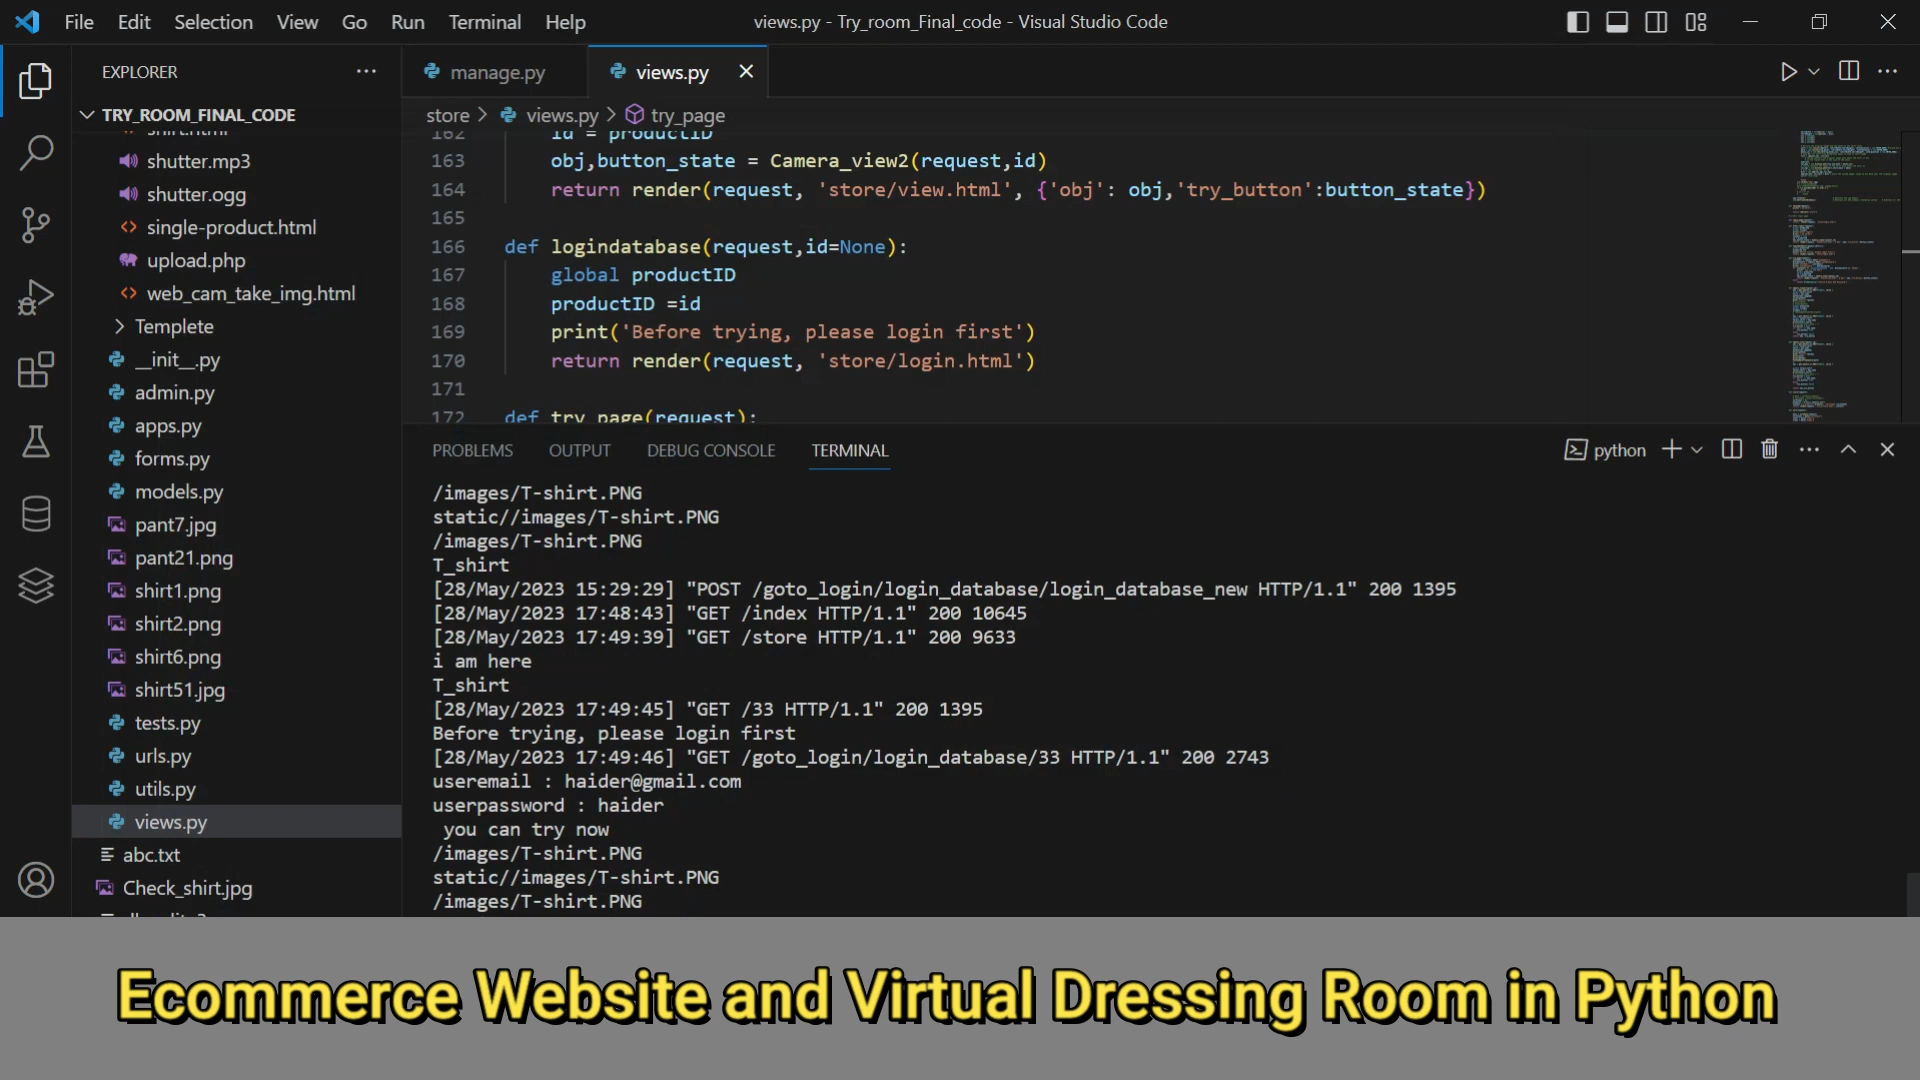 File Edit Selection View Go Run Terminal Help
views.py - Try_room_Final_code - Visual Studio Code
EXPLORER
manage.py
views.py
TRY_ROOM_FINAL_CODE
store > views.py > try_page
shirt.html
shutter.mp3
shutter.ogg
single-product.html
upload.php
web_cam_take_img.html
Templete
__init__.py
admin.py
apps.py
forms.py
models.py
pant7.jpg
pant21.png
shirt1.png
shirt2.png
shirt6.png
shirt51.jpg
tests.py
urls.py
utils.py
views.py
abc.txt
Check_shirt.jpg
162 id = productID
163 obj,button_state = Camera_view2(request,id)
164 return render(request, 'store/view.html', {'obj': obj,'try_button':button_state})
165
166 def logindatabase(request,id=None):
167 global productID
168 productID =id
169 print('Before trying, please login first')
170 return render(request, 'store/login.html')
171
172 def try_page(request):
PROBLEMS OUTPUT DEBUG CONSOLE TERMINAL
python
/images/T-shirt.PNG
static//images/T-shirt.PNG
/images/T-shirt.PNG
T_shirt
[28/May/2023 15:29:29] "POST /goto_login/login_database/login_database_new HTTP/1.1" 200 1395
[28/May/2023 17:48:43] "GET /index HTTP/1.1" 200 10645
[28/May/2023 17:49:39] "GET /store HTTP/1.1" 200 9633
i am here
T_shirt
[28/May/2023 17:49:45] "GET /33 HTTP/1.1" 200 1395
Before trying, please login first
[28/May/2023 17:49:46] "GET /goto_login/login_database/33 HTTP/1.1" 200 2743
useremail : haider@gmail.com
userpassword : haider
you can try now
/images/T-shirt.PNG
static//images/T-shirt.PNG
/images/T-shirt.PNG
Ecommerce Website and Virtual Dressing Room in Python